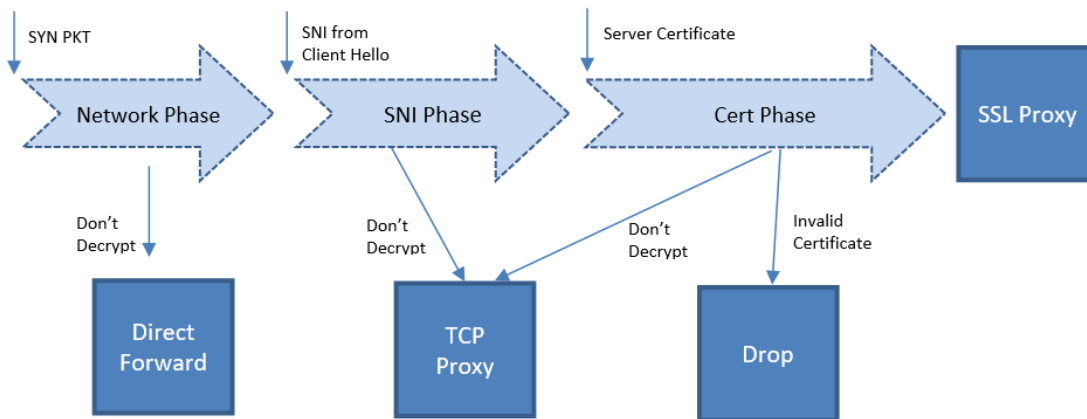 SYN PKT
SNI from
Client Hello
Server Certificate
Network Phase
SNI Phase
Cert Phase
SSL Proxy
Don’t
Decrypt
Don’t
Decrypt
Don’t
Decrypt
Invalid
Certificate
Direct
Forward
TCP
Proxy
Drop